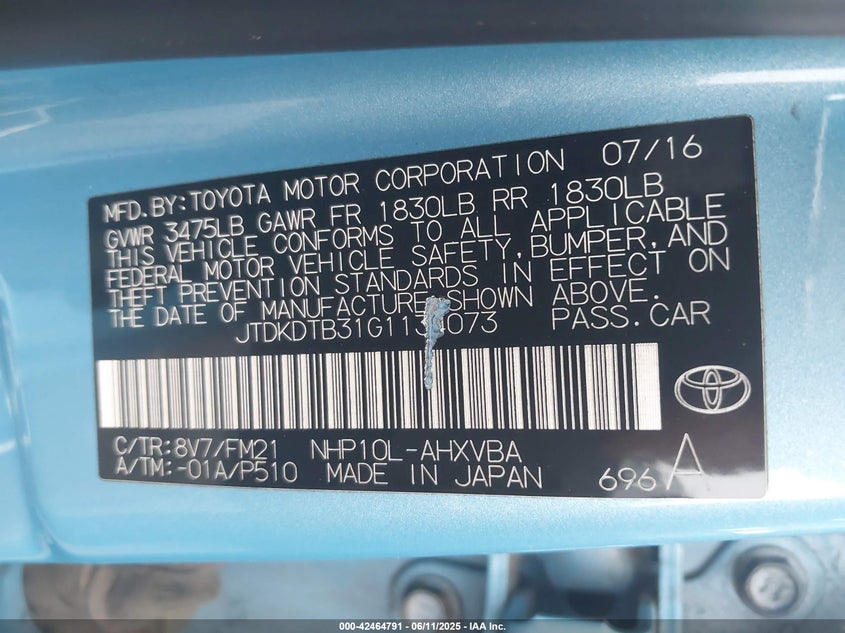 MFD.BY:TOYOTA MOTOR CORPORATION 07/16
GVWR 3475LB GAWR FR 1830LB RR 1830LB
THIS VEHICLE CONFORMS TO ALL APPLICABLE
FEDERAL MOTOR VEHICLE SAFETY,BUMPER,AND
THEFT PREVENTION STANDARDS IN EFFECT ON
THE DATE OF MANUFACTURE SHOWN ABOVE.
PASS.CAR
C/TR:8V7/FM21 NHP10L-AHXVBA
A/TM:-01A/P510 MADE IN JAPAN
696 A
000-42464791 - 06/11/2025 - IAA Inc.